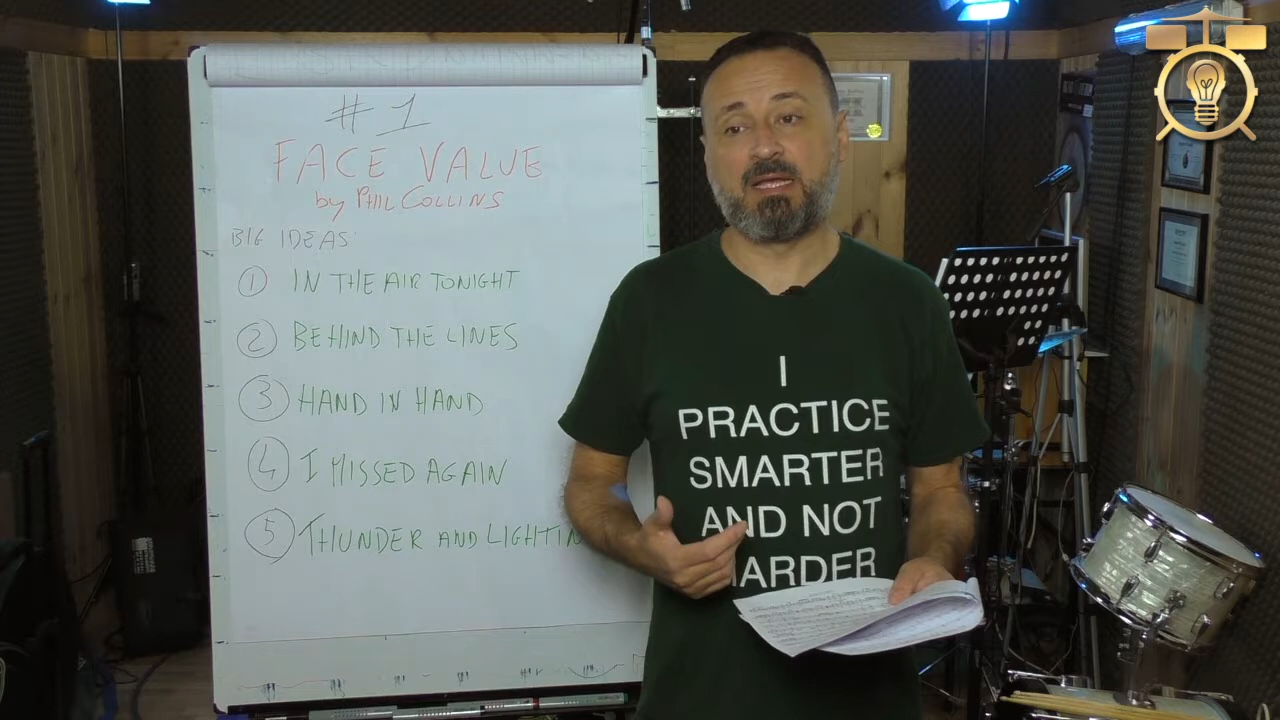 #1
FACE VALUE
by PHIL COLLINS
BIG IDEAS:
1 IN THE AIR TONIGHT
2 BEHIND THE LINES
3 HAND IN HAND
4 I MISSED AGAIN
5 THUNDER AND LIGHTIN
I
PRACTICE
SMARTER
AND NOT
HARDER